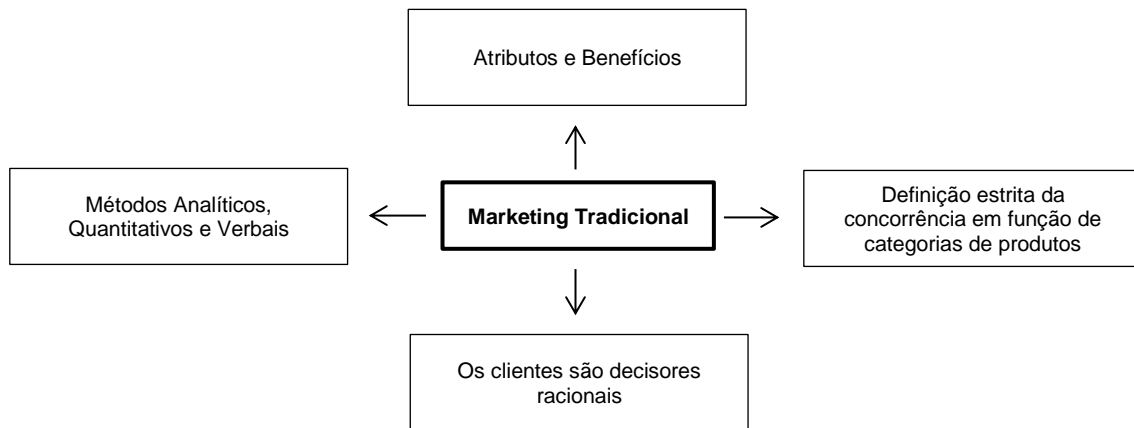 Atributos e Benefícios
Métodos Analíticos,
Quantitativos e Verbais
Marketing Tradicional
Definição estrita da
concorrência em função de
categorias de produtos
Os clientes são decisores
racionais